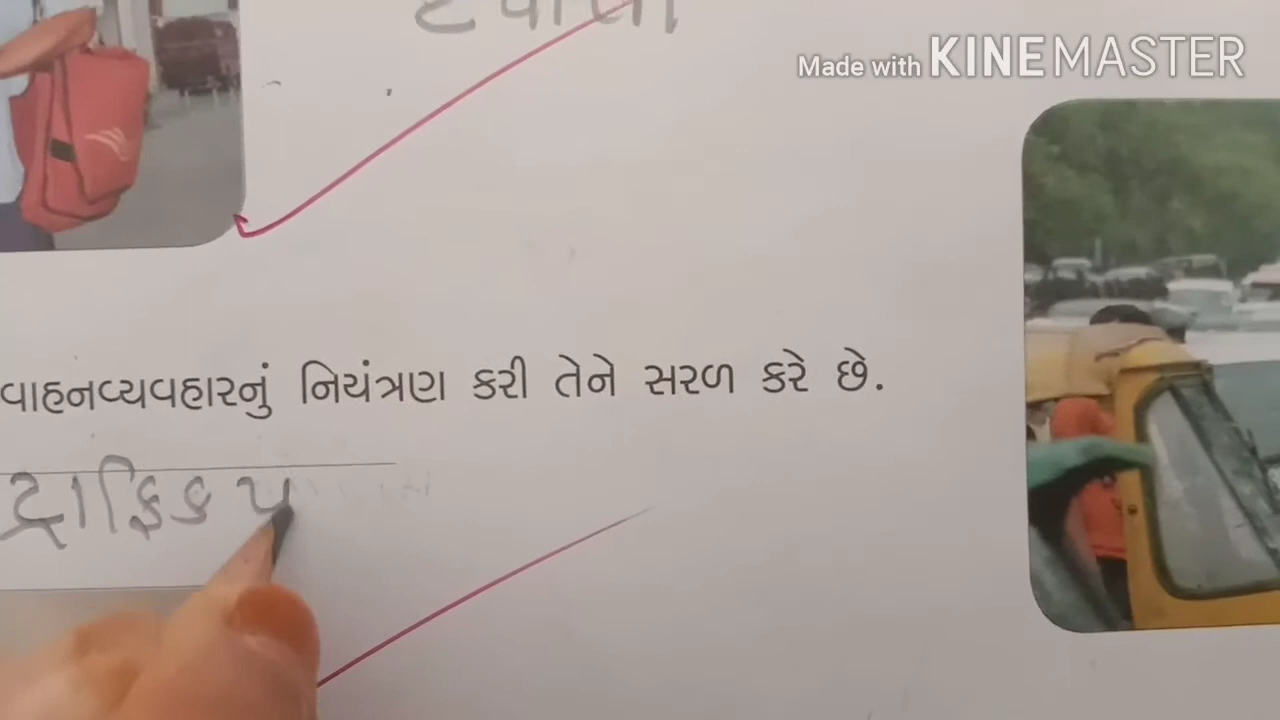 Made with KINEMASTER
વાહનવ્યવહારનું નિયંત્રણ કરી તેને સરળ કરે છે.
ટ્રાફિક પ